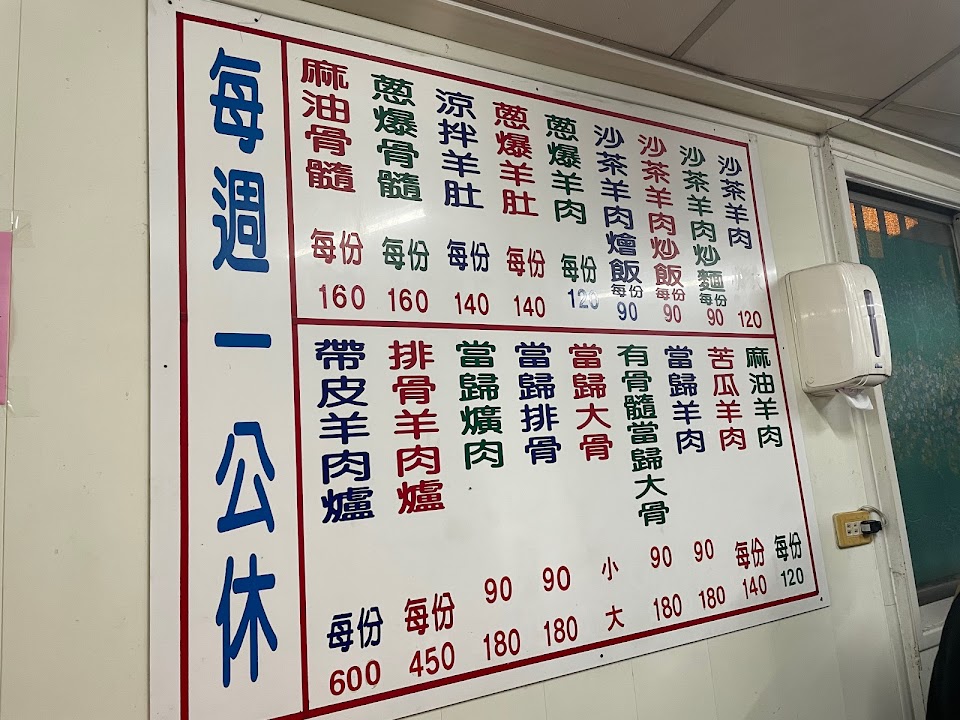 沙茶羊肉 120
沙茶羊肉炒麵 每份 90
沙茶羊肉炒飯 每份 90
沙茶羊肉燴飯 每份 90
蔥爆羊肉 每份 120
蔥爆羊肚 每份 140
涼拌羊肚 每份 140
蔥爆骨髓 每份 160
麻油骨髓 每份 160
麻油羊肉 每份 120
苦瓜羊肉 每份 140
當歸羊肉 90 180
有骨髓當歸大骨 90 180
當歸大骨 小 大
當歸排骨 90 180
當歸爌肉 90 180
排骨羊肉爐 每份 450
帶皮羊肉爐 每份 600
每週一公休